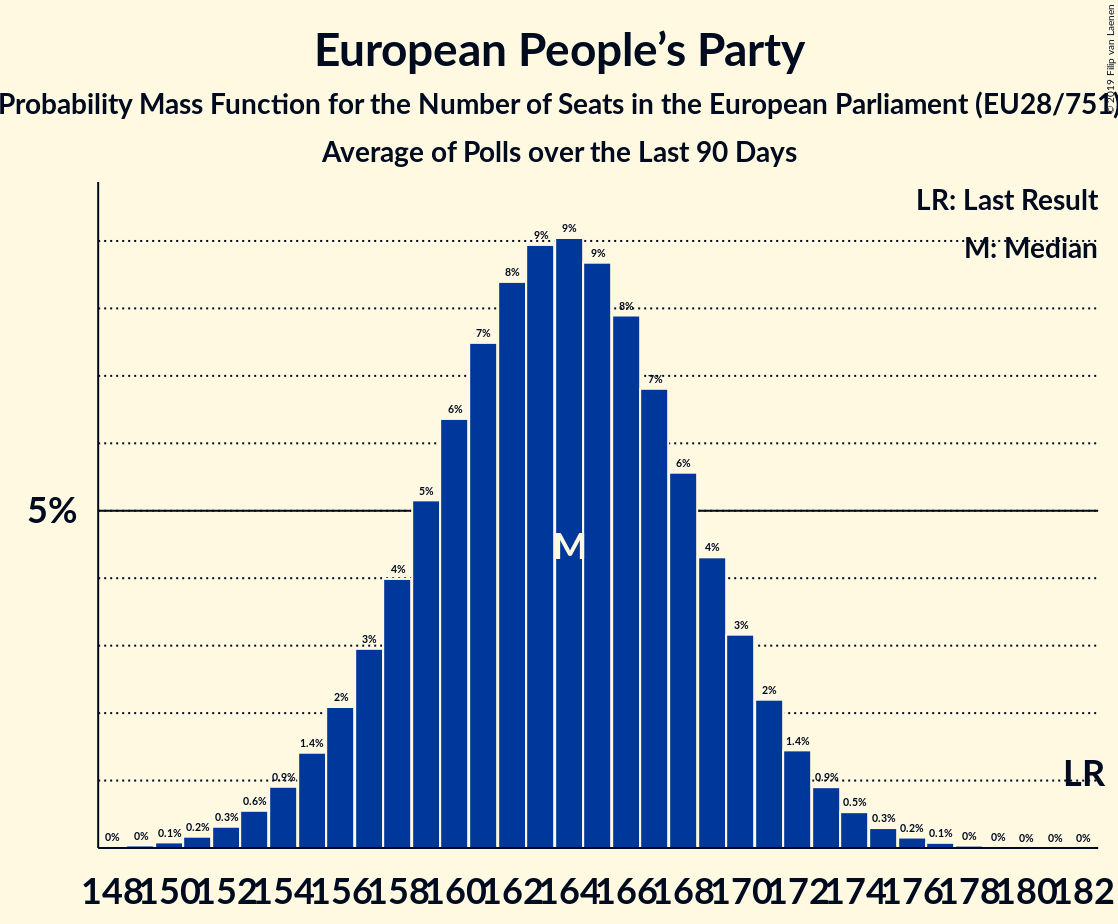 European People's Party
Probability Mass Function for the Number of Seats in the European Parliament (EU28/751)
Average of Polls over the Last 90 Days
© 2019 Filip van Laenen
LR: Last Result
M: Median
0% 0% 0.1% 0.2% 0.3% 0.6% 0.9% 1.4% 2% 3% 4% 5% 6% 7% 8% 9% 9% 9% 8% 7% 6% 4% 3% 2% 1.4% 0.9% 0.5% 0.3% 0.2% 0.1% 0% 0% 0% 0% 0%
5%
M
LR
148 150 152 154 156 158 160 162 164 166 168 170 172 174 176 178 180 182